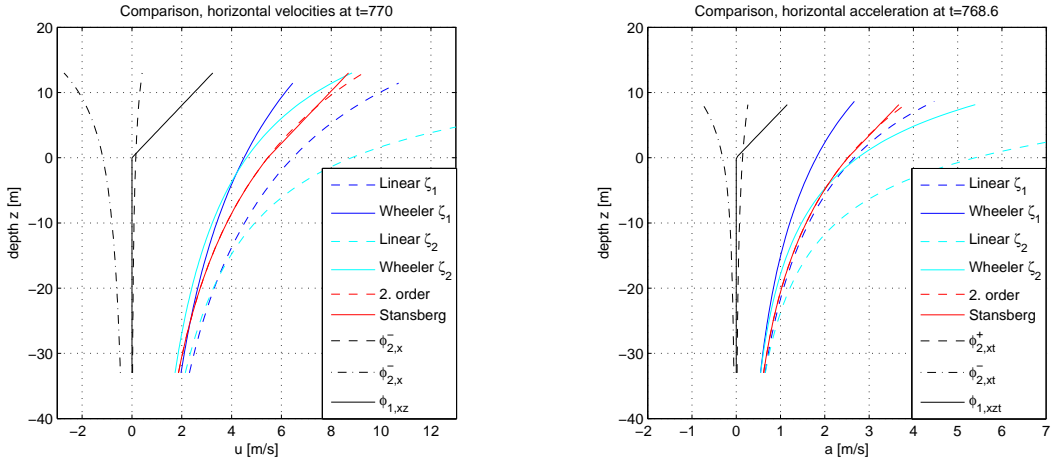 Comparison, horizontal velocities at t=770
20
10
0
−10
−20
−30
−40
depth z [m]
−2 0 2 4 6 8 10 12
u [m/s]
Linear ζ₁
Wheeler ζ₁
Linear ζ₂
Wheeler ζ₂
2. order
Stansberg
ϕ⁻₂,ₓ
ϕ⁻₂,ₓ
ϕ₁,ₓz
Comparison, horizontal acceleration at t=768.6
20
10
0
−10
−20
−30
−40
depth z [m]
−2 −1 0 1 2 3 4 5 6 7
a [m/s]
Linear ζ₁
Wheeler ζ₁
Linear ζ₂
Wheeler ζ₂
2. order
Stansberg
ϕ⁺₂,ₓₜ
ϕ⁻₂,ₓₜ
ϕ₁,ₓzₜ